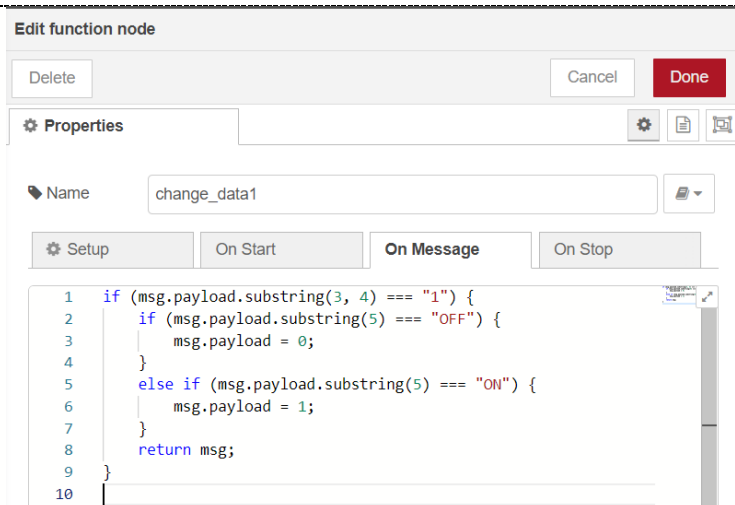 Edit function node
Delete Cancel Done
Properties
Name change_data1
Setup On Start On Message On Stop
1 if (msg.payload.substring(3, 4) === "1") {
2 if (msg.payload.substring(5) === "OFF") {
3 msg.payload = 0;
4 }
5 else if (msg.payload.substring(5) === "ON") {
6 msg.payload = 1;
7 }
8 return msg;
9 }
10